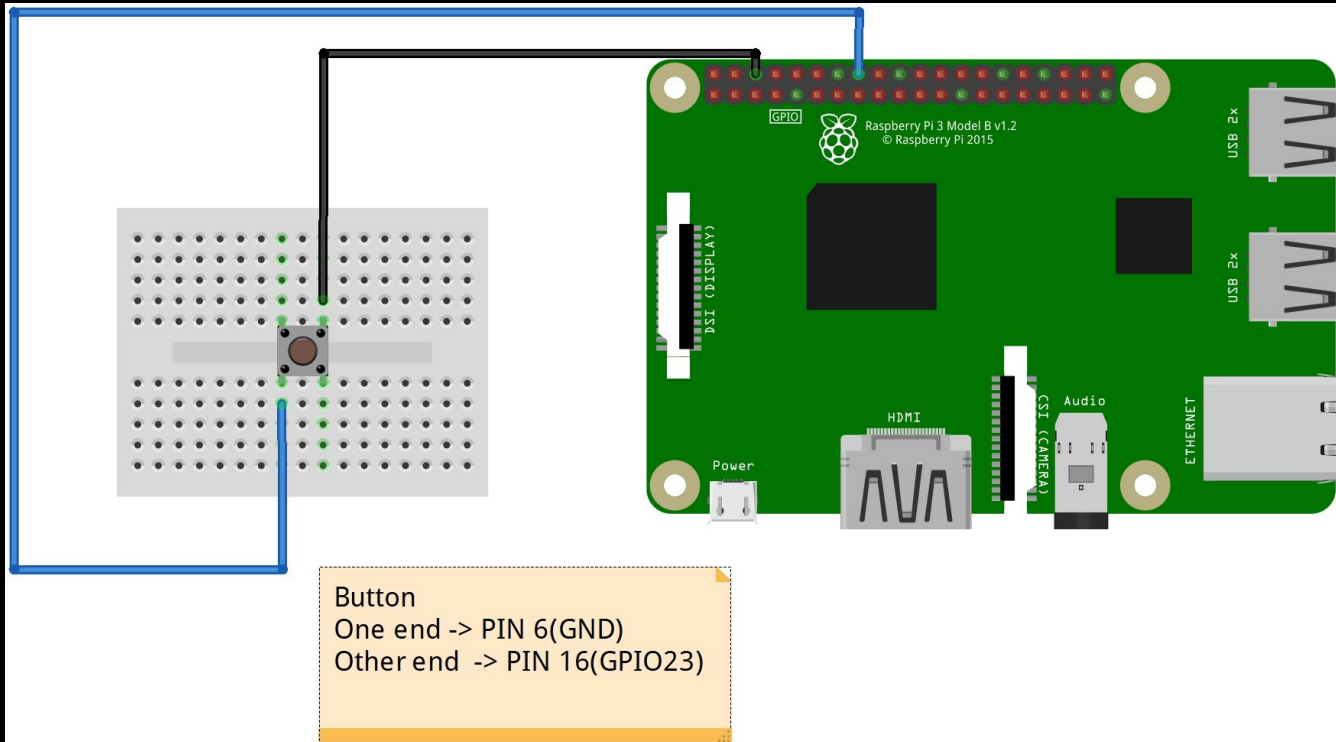 GPIO
Raspberry Pi 3 Model B v1.2
© Raspberry Pi 2015
USB 2x
DSI (DISPLAY)
USB 2x
CSI (CAMERA)
Audio
HDMI
ETHERNET
Power
Button
One end -> PIN 6(GND)
Other end -> PIN 16(GPIO23)